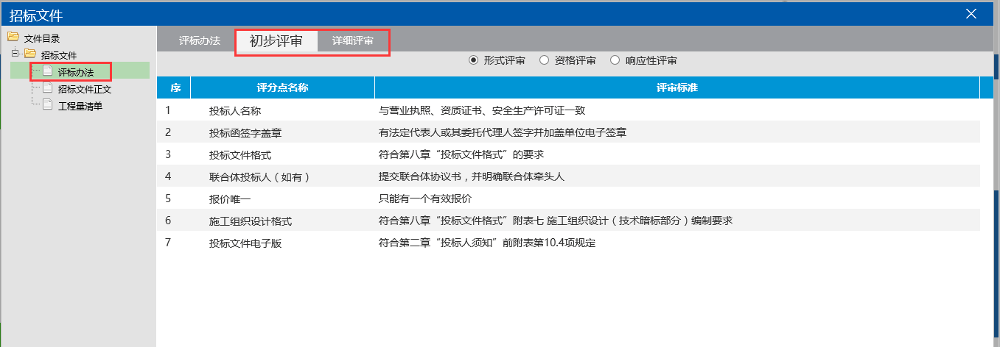 招标文件
文件目录
招标文件
评标办法
招标文件正文
工程量清单
评标办法 初步评审 详细评审
形式评审 资格评审 响应性评审
序 评分点名称 评审标准
1 投标人名称 与营业执照、资质证书、安全生产许可证一致
2 投标函签字盖章 有法定代表人或其委托代理人签字并加盖单位电子签章
3 投标文件格式 符合第八章“投标文件格式”的要求
4 联合体投标人（如有） 提交联合体协议书，并明确联合体牵头人
5 报价唯一 只能有一个有效报价
6 施工组织设计格式 符合第八章“投标文件格式”附表七 施工组织设计（技术暗标部分）编制要求
7 投标文件电子版 符合第二章“投标人须知”前附表第10.4项规定